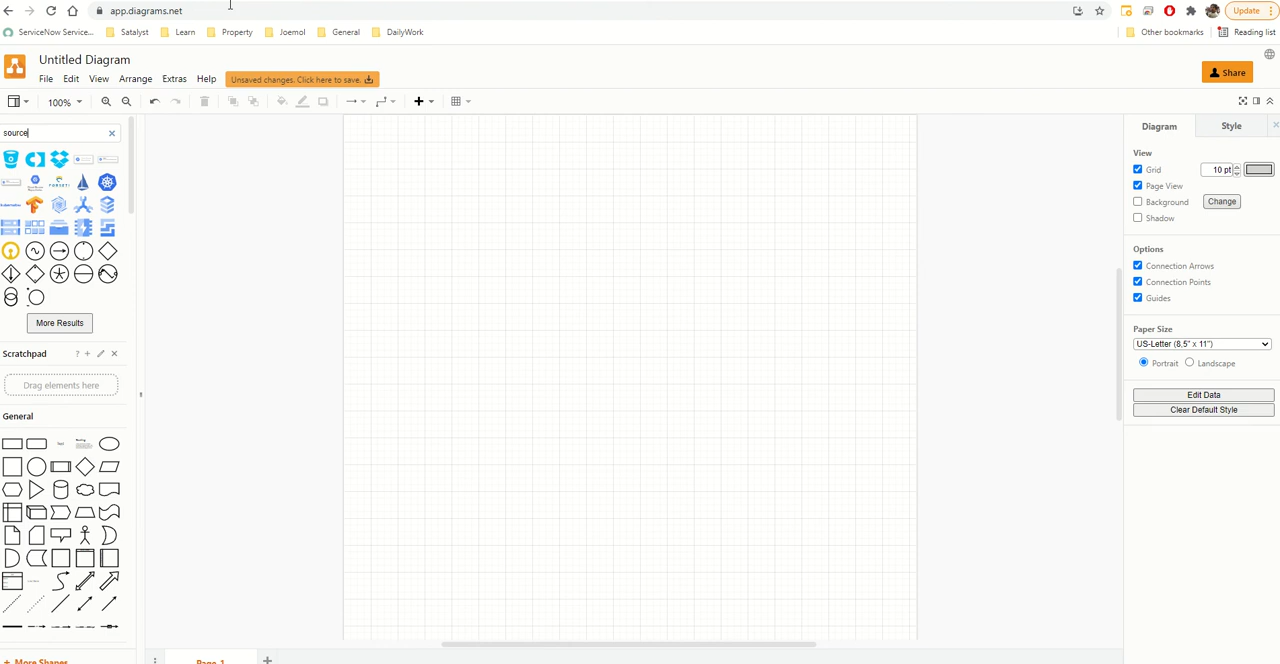 app.diagrams.net
Update
ServiceNow Service...
Satalyst
Learn
Property
Joemol
General
DailyWork
Other bookmarks
Reading list
Untitled Diagram
File Edit View Arrange Extras Help
Unsaved changes. Click here to save.
Share
100%
source
More Results
Scratchpad
?
Drag elements here
General
Text
Heading
More Shapes
Page-1
Diagram
Style
View
Grid
10 pt
Page View
Background
Change
Shadow
Options
Connection Arrows
Connection Points
Guides
Paper Size
US-Letter (8,5" x 11")
Portrait
Landscape
Edit Data
Clear Default Style